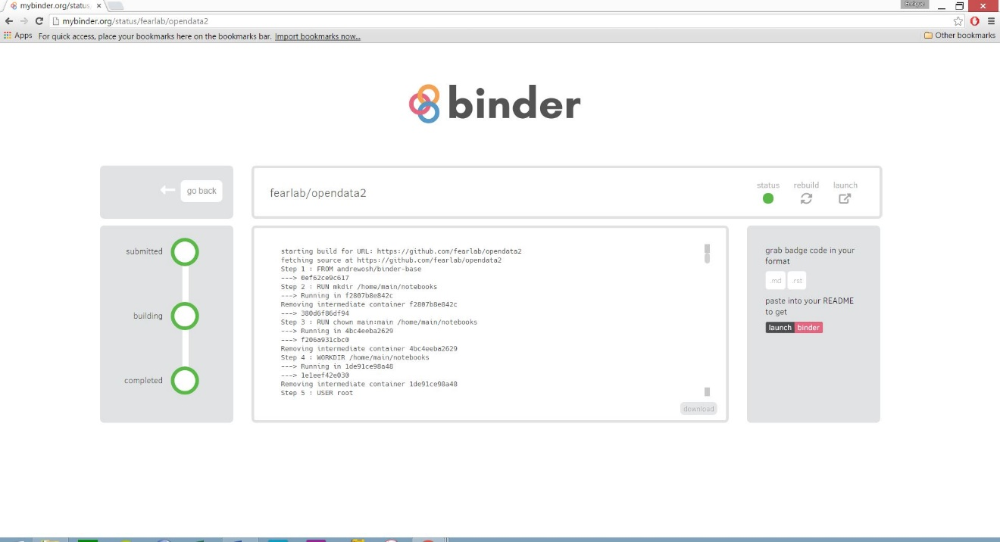 mybinder.org/status
mybinder.org/status/fearlab/opendata2
Apps For quick access, place your bookmarks here on the bookmarks bar. Import bookmarks now... Other bookmarks
binder
go back
fearlab/opendata2
status rebuild launch
submitted
building
completed
starting build for URL: https://github.com/fearlab/opendata2
fetching source at https://github.com/fearlab/opendata2
Step 1 : FROM andrewosh/binder-base
---> 0ef62ce9c617
Step 2 : RUN mkdir /home/main/notebooks
---> Running in f2807b8e842c
Removing intermediate container f2807b8e842c
---> 380d6f86df94
Step 3 : RUN chown main:main /home/main/notebooks
---> Running in 4bc4eeba2629
---> f206a931cbc0
Removing intermediate container 4bc4eeba2629
Step 4 : WORKDIR /home/main/notebooks
---> Running in 1de91ce98a48
---> 1e1eef42e030
Removing intermediate container 1de91ce98a48
Step 5 : USER root
download
grab badge code in your
format
.md .rst
paste into your README
to get
launch binder